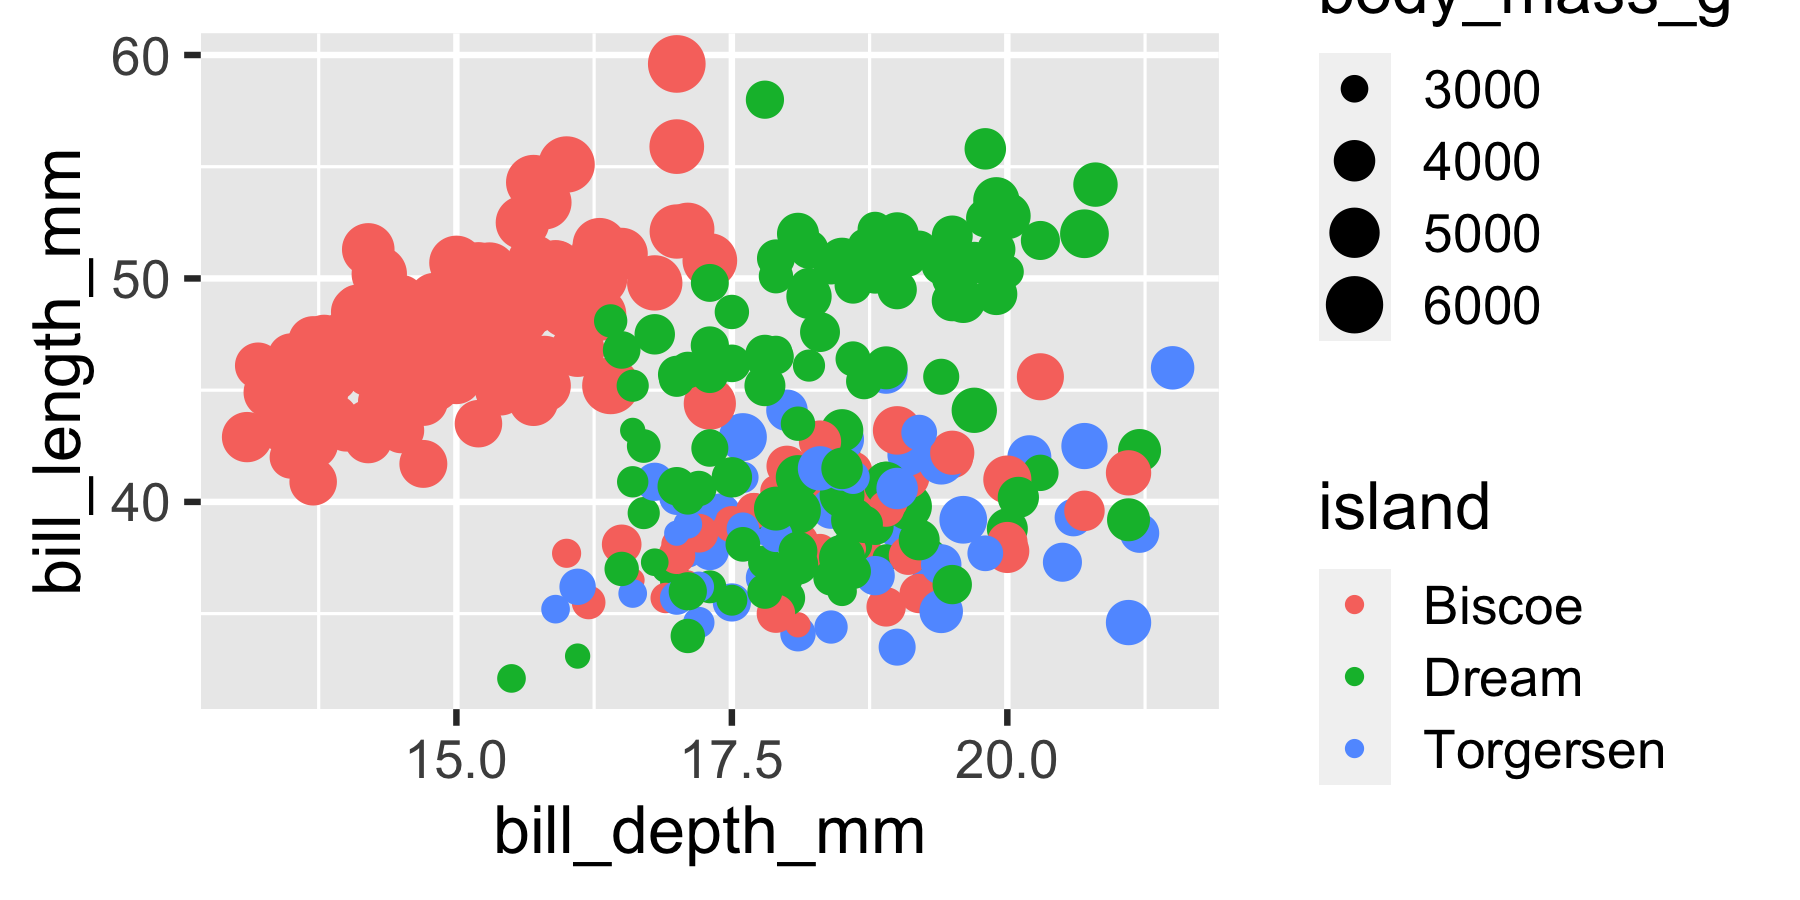 body_mass_g
3000
4000
5000
6000
island
Biscoe
Dream
Torgersen
60
50
40
bill_length_mm
15.0 17.5 20.0
bill_depth_mm